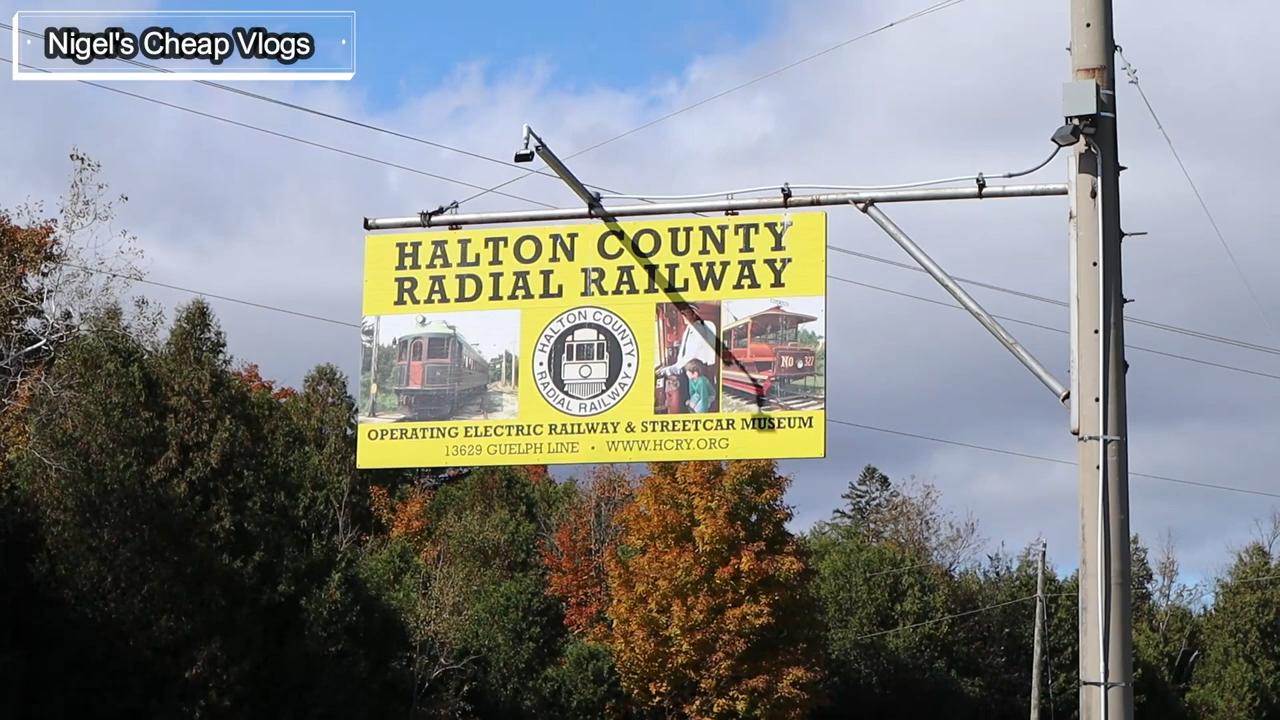 Nigel's Cheap Vlogs
HALTON COUNTY
RADIAL RAILWAY
HALTON COUNTY
RADIAL RAILWAY
No 327
OPERATING ELECTRIC RAILWAY & STREETCAR MUSEUM
13629 GUELPH LINE • WWW.HCRY.ORG